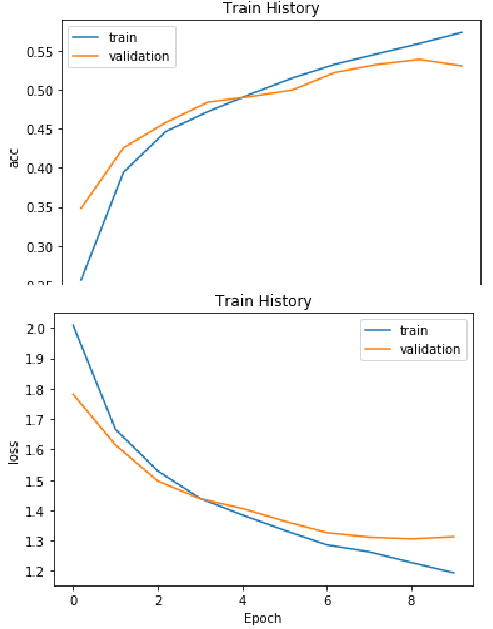 Train History
train
validation
0.55
0.50
0.45
0.40
0.35
0.30
0.25
acc
Train History
train
validation
2.0
1.9
1.8
1.7
1.6
1.5
1.4
1.3
1.2
loss
0 2 4 6 8
Epoch